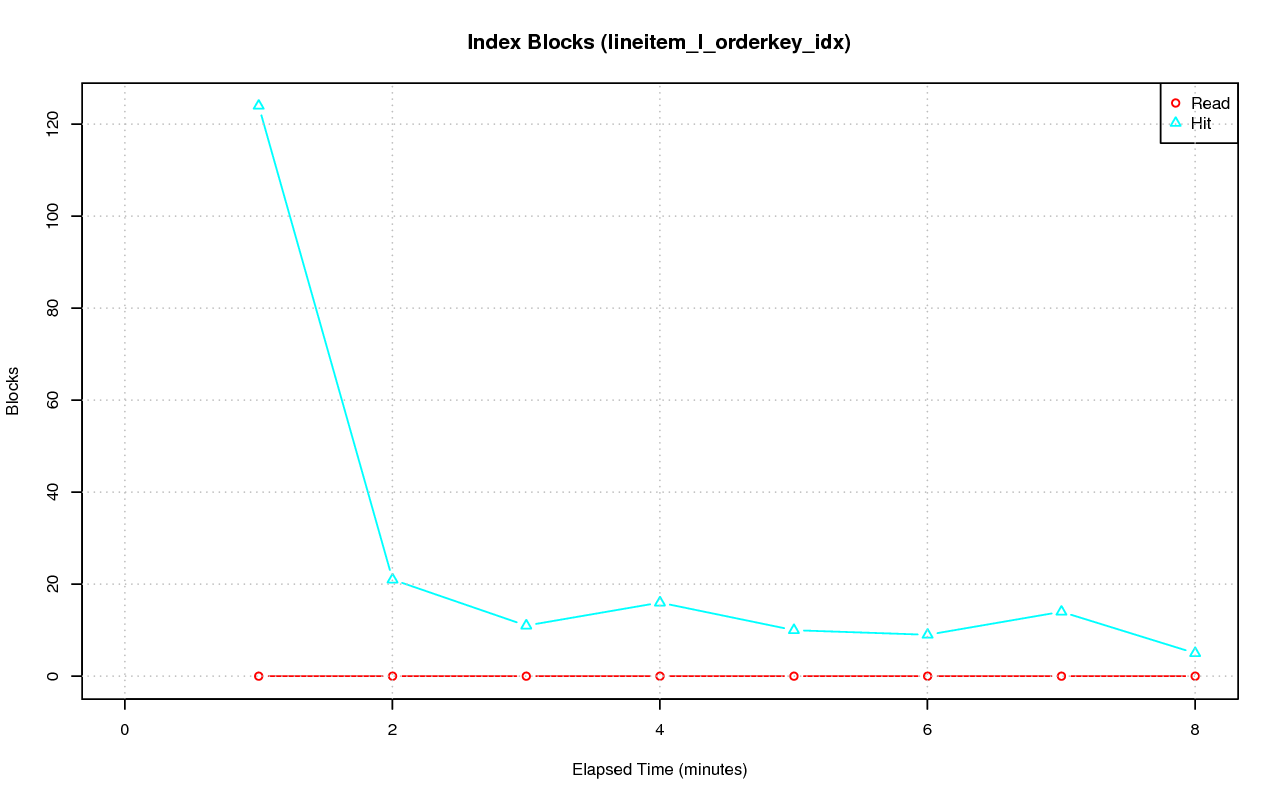 Index Blocks (lineitem_l_orderkey_idx)
Read
Hit
120
100
80
60
40
20
0
Blocks
0 2 4 6 8
Elapsed Time (minutes)